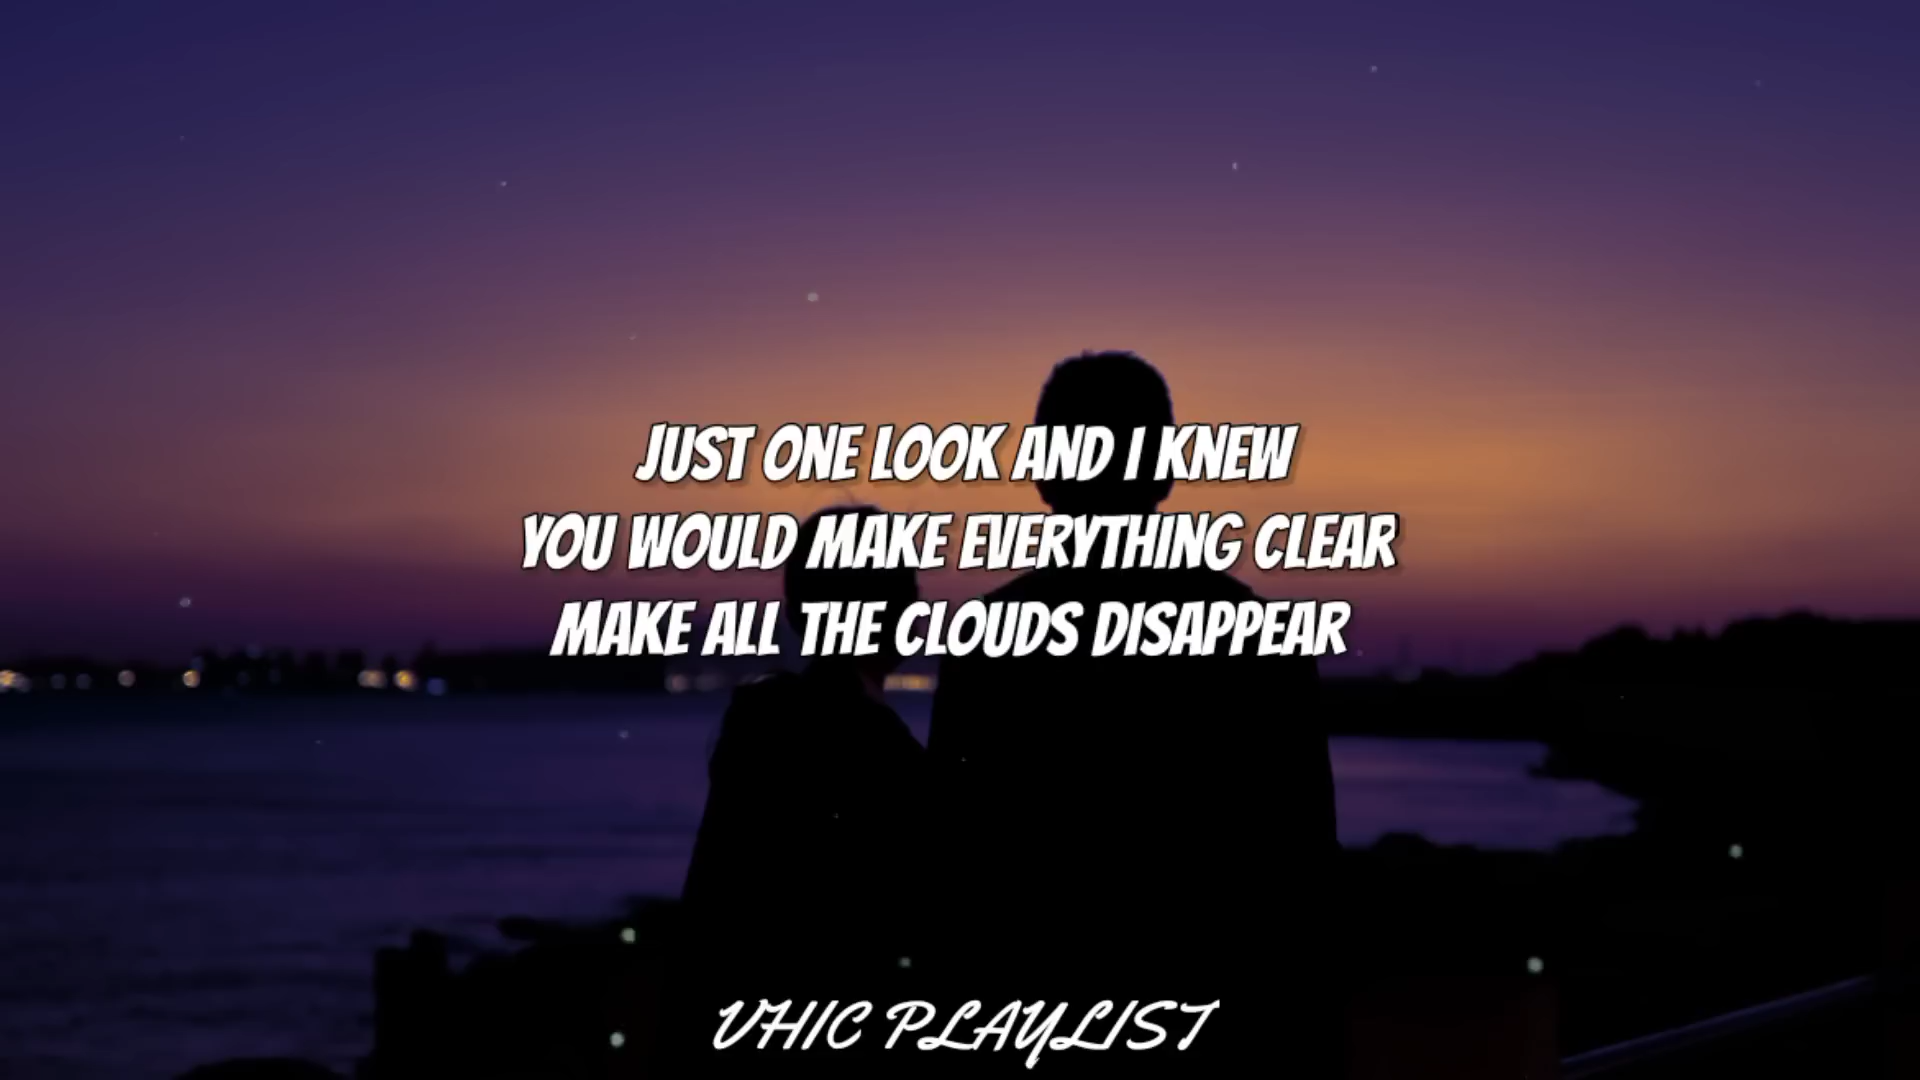 JUST ONE LOOK AND I KNEW
YOU WOULD MAKE EVERYTHING CLEAR
MAKE ALL THE CLOUDS DISAPPEAR
VHIC PLAYLIST